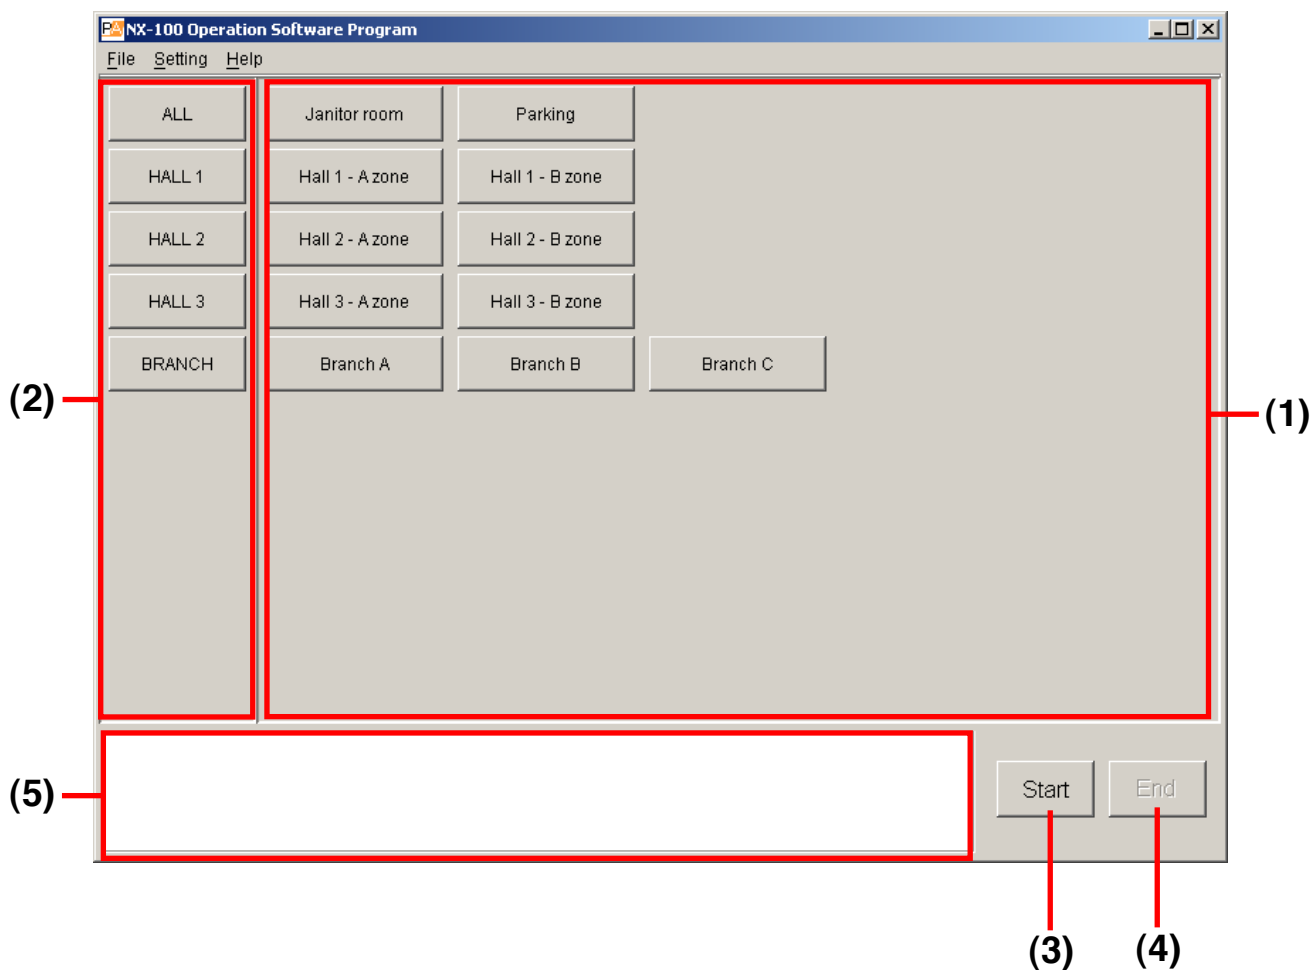 PA NX-100 Operation Software Program
File Setting Help
ALL Janitor room Parking
HALL 1 Hall 1 - A zone Hall 1 - B zone
HALL 2 Hall 2 - A zone Hall 2 - B zone
HALL 3 Hall 3 - A zone Hall 3 - B zone
BRANCH Branch A Branch B Branch C
(2) (1)
(5) Start End
(3) (4)